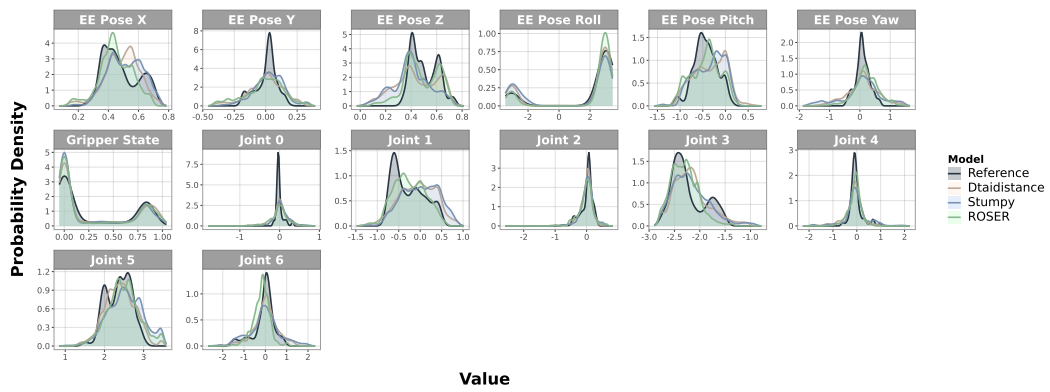 EE Pose X EE Pose Y EE Pose Z EE Pose Roll EE Pose Pitch EE Pose Yaw
4 3 2 1 0
0.2 0.4 0.6 0.8
8 6 4 2 0
-0.50 -0.25 0.00 0.25
5 4 3 2 1 0
0.0 0.2 0.4 0.6 0.8
1.00 0.75 0.50 0.25 0.00
-2 0 2
1.5 1.0 0.5 0.0
-1.0 -0.5 0.0 0.5
2.0 1.5 1.0 0.5 0.0
-2 -1 0 1
Gripper State Joint 0 Joint 1 Joint 2 Joint 3 Joint 4
5 4 3 2 1 0
0.00 0.25 0.50 0.75 1.00
7.5 5.0 2.5 0.0
-1 0 1
1.5 1.0 0.5 0.0
-1.5 -1.0 -0.5 0.0 0.5 1.0
4 3 2 1 0
-2 -1 0
1.5 1.0 0.5 0.0
-3.0 -2.5 -2.0 -1.5 -1.0
3 2 1 0
-2 -1 0 1 2
Joint 5 Joint 6
1.2 0.9 0.6 0.3 0.0
1 2 3
1.0 0.5 0.0
-2 -1 0 1 2
Probability Density
Value
Model
Reference
Dtaidistance
Stumpy
ROSER